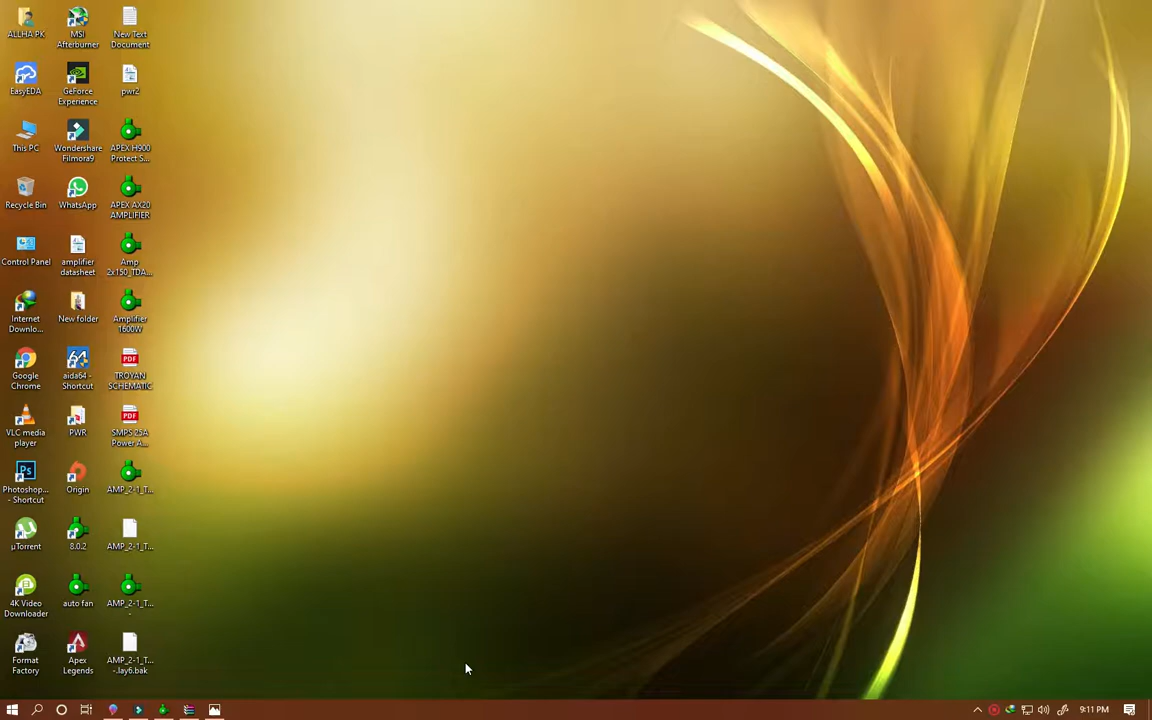 ALLHA PK
MSI
Afterburner
New Text
Document
EasyEDA
GeForce
Experience
pwr2
This PC
Wondershare
Filmora9
APEX H900
Protect S...
Recycle Bin
WhatsApp
APEX AX20
AMPLIFIER
Control Panel
amplifier
datasheet
Amp
2x150_TDA...
Internet
Downlo...
New folder
Amplifier
1600W
Google
Chrome
64
aida64 -
Shortcut
PDF
TROYAN
SCHEMATIC
VLC media
player
PWR
PDF
SMPS 25A
Power A...
Ps
Photoshop...
- Shortcut
Origin
AMP_2-1_T...
µTorrent
8.0.2
AMP_2-1_T...
4K Video
Downloader
auto fan
AMP_2-1_T...
-
Format
Factory
Apex
Legends
AMP_2-1_T...
-.lay6.bak
9:11 PM